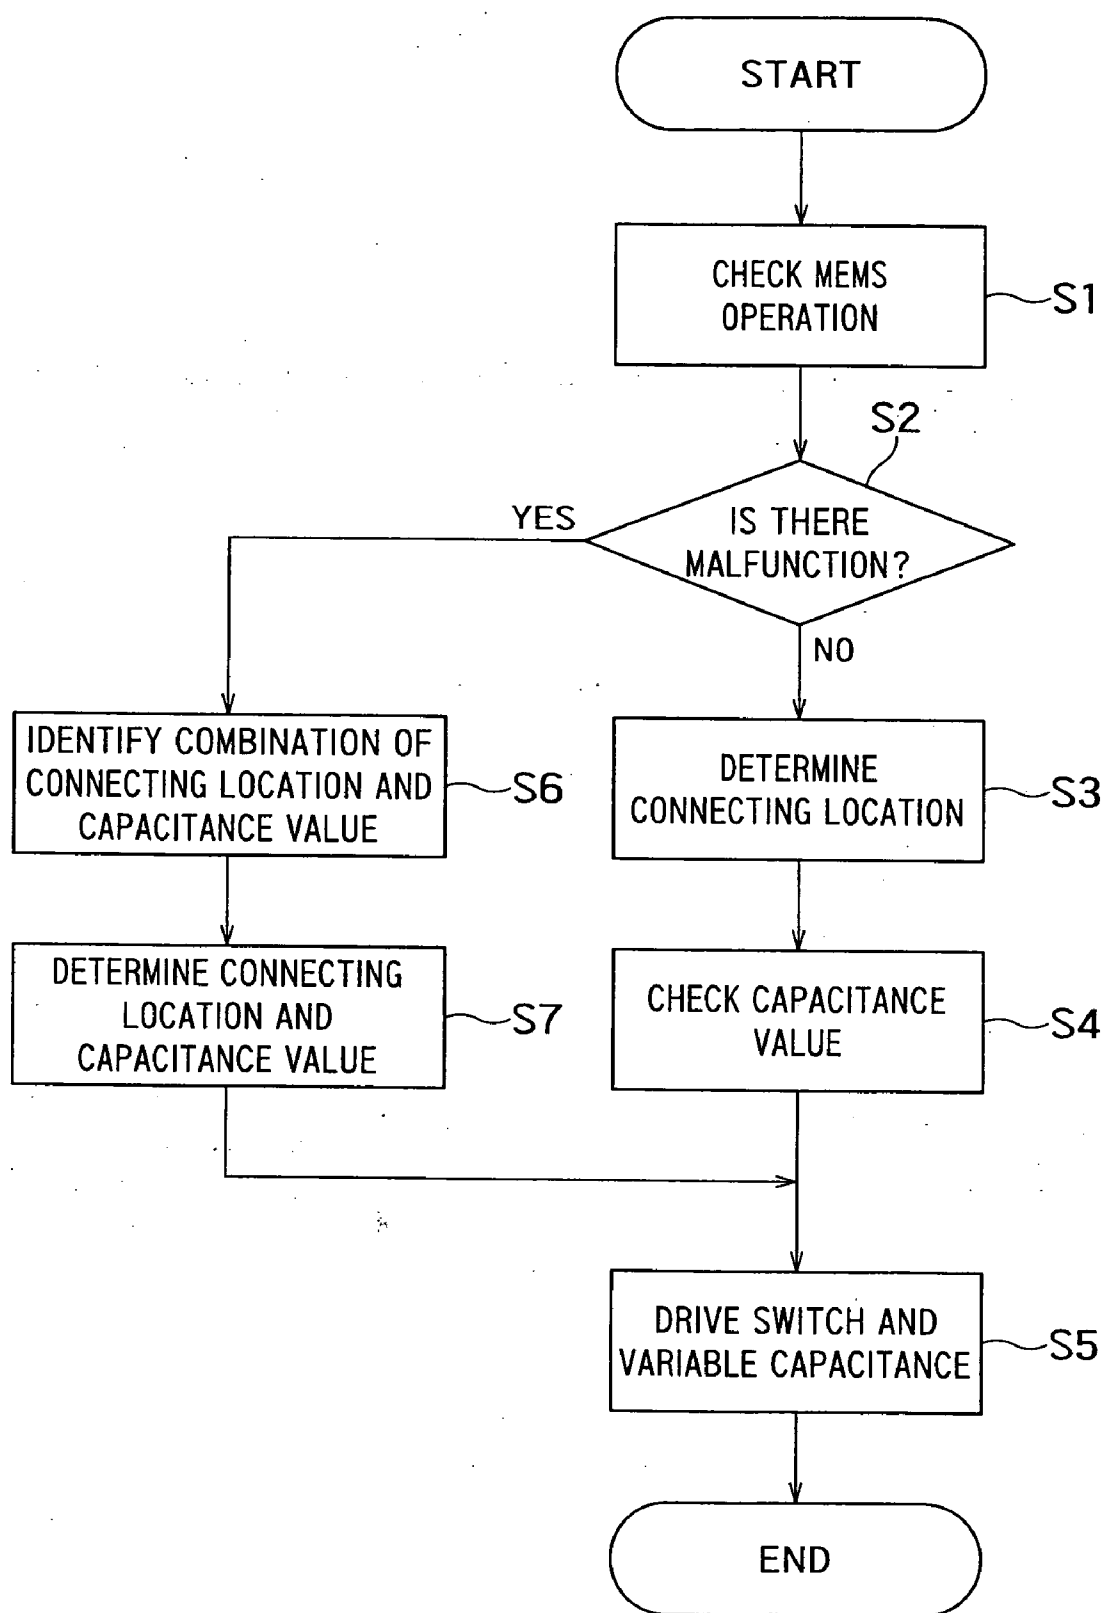 START
CHECK MEMS
OPERATION
S1
S2
IS THERE
MALFUNCTION?
YES
NO
IDENTIFY COMBINATION OF
CONNECTING LOCATION AND
CAPACITANCE VALUE
S6
DETERMINE
CONNECTING LOCATION
S3
DETERMINE CONNECTING
LOCATION AND
CAPACITANCE VALUE
S7
CHECK CAPACITANCE
VALUE
S4
DRIVE SWITCH AND
VARIABLE CAPACITANCE
S5
END